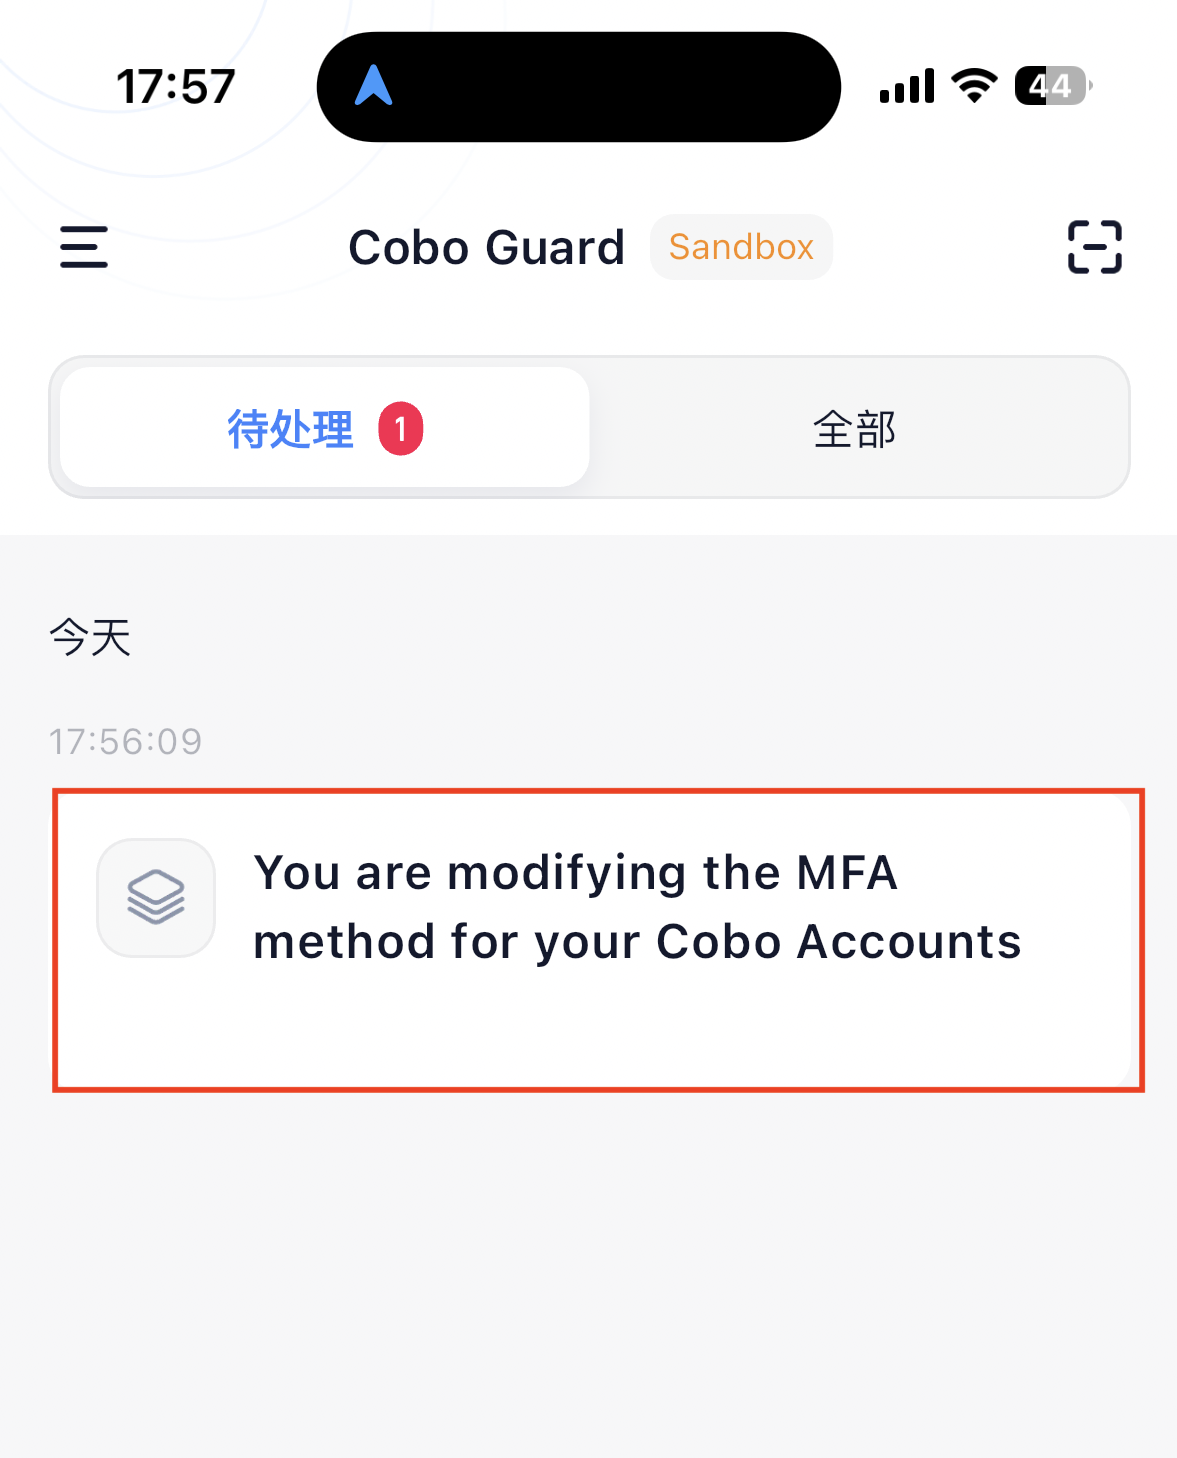 17:57
44
Cobo Guard Sandbox
待处理 1
全部
今天
17:56:09
You are modifying the MFA
method for your Cobo Accounts